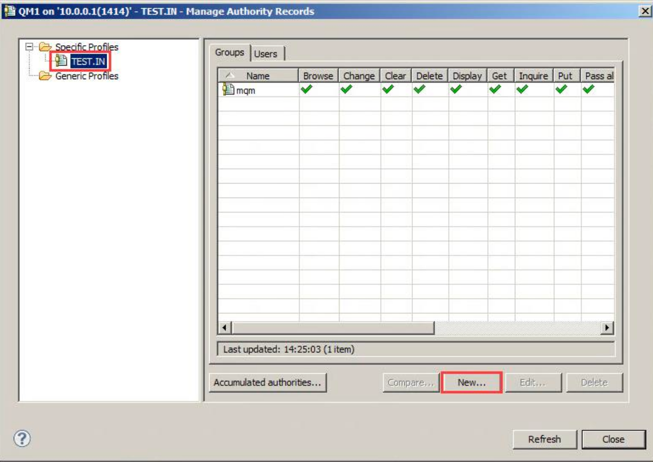 QM1 on '10.0.0.1(1414)' - TEST.IN - Manage Authority Records
Specific Profiles
TEST.IN
Generic Profiles
Groups Users
Name Browse Change Clear Delete Display Get Inquire Put Pass al
mqm
Last updated: 14:25:03 (1 item)
Accumulated authorities... Compare... New... Edit... Delete
Refresh Close